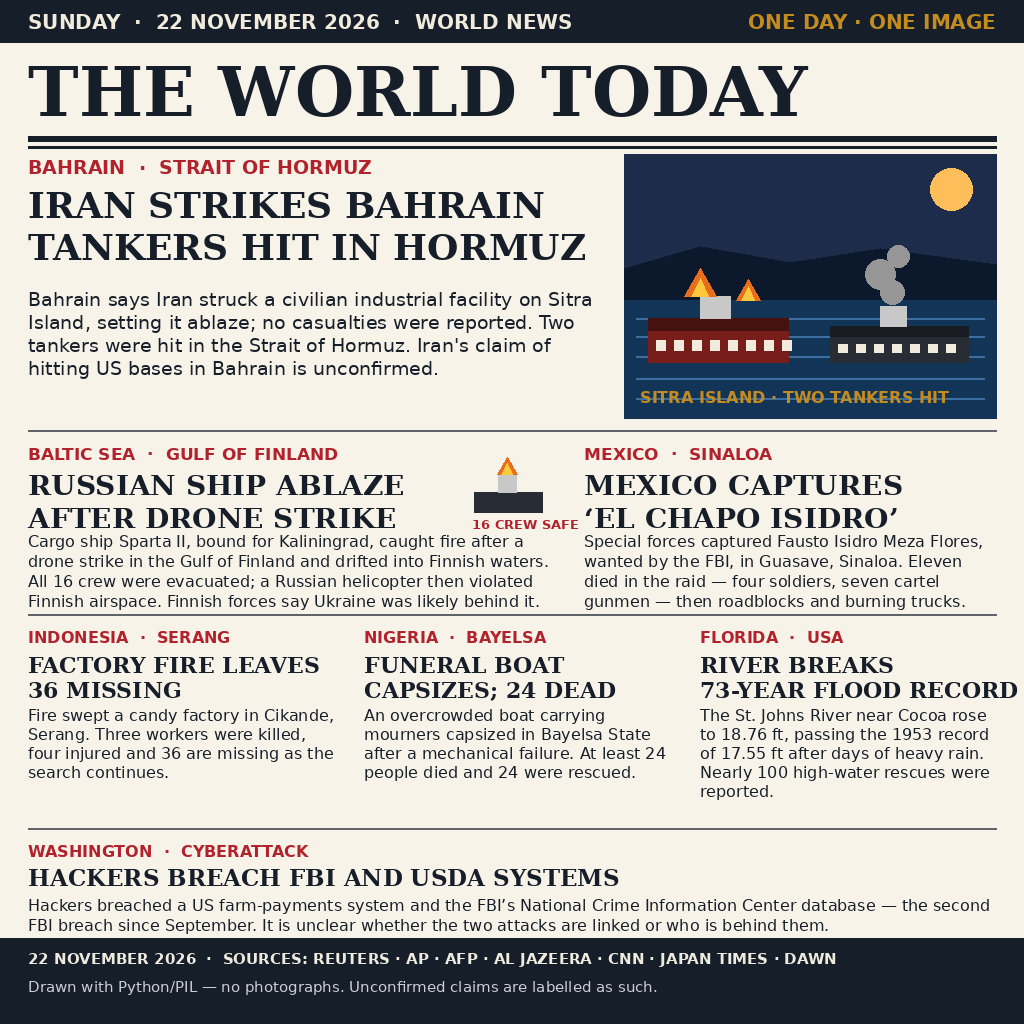 SUNDAY · 22 NOVEMBER 2026 · WORLD NEWS
ONE DAY · ONE IMAGE
THE WORLD TODAY
BAHRAIN · STRAIT OF HORMUZ
IRAN STRIKES BAHRAIN
TANKERS HIT IN HORMUZ
Bahrain says Iran struck a civilian industrial facility on Sitra
Island, setting it ablaze; no casualties were reported. Two
tankers were hit in the Strait of Hormuz. Iran's claim of
hitting US bases in Bahrain is unconfirmed.
SITRA ISLAND · TWO TANKERS HIT
BALTIC SEA · GULF OF FINLAND
RUSSIAN SHIP ABLAZE
AFTER DRONE STRIKE
16 CREW SAFE
Cargo ship Sparta II, bound for Kaliningrad, caught fire after a
drone strike in the Gulf of Finland and drifted into Finnish waters.
All 16 crew were evacuated; a Russian helicopter then violated
Finnish airspace. Finnish forces say Ukraine was likely behind it.
MEXICO · SINALOA
MEXICO CAPTURES
‘EL CHAPO ISIDRO’
Special forces captured Fausto Isidro Meza Flores,
wanted by the FBI, in Guasave, Sinaloa. Eleven
died in the raid — four soldiers, seven cartel
gunmen — then roadblocks and burning trucks.
INDONESIA · SERANG
FACTORY FIRE LEAVES
36 MISSING
Fire swept a candy factory in Cikande,
Serang. Three workers were killed,
four injured and 36 are missing as the
search continues.
NIGERIA · BAYELSA
FUNERAL BOAT
CAPSIZES; 24 DEAD
An overcrowded boat carrying
mourners capsized in Bayelsa State
after a mechanical failure. At least 24
people died and 24 were rescued.
FLORIDA · USA
RIVER BREAKS
73-YEAR FLOOD RECORD
The St. Johns River near Cocoa rose
to 18.76 ft, passing the 1953 record
of 17.55 ft after days of heavy rain.
Nearly 100 high-water rescues were
reported.
WASHINGTON · CYBERATTACK
HACKERS BREACH FBI AND USDA SYSTEMS
Hackers breached a US farm-payments system and the FBI’s National Crime Information Center database — the second
FBI breach since September. It is unclear whether the two attacks are linked or who is behind them.
22 NOVEMBER 2026 · SOURCES: REUTERS · AP · AFP · AL JAZEERA · CNN · JAPAN TIMES · DAWN
Drawn with Python/PIL — no photographs. Unconfirmed claims are labelled as such.